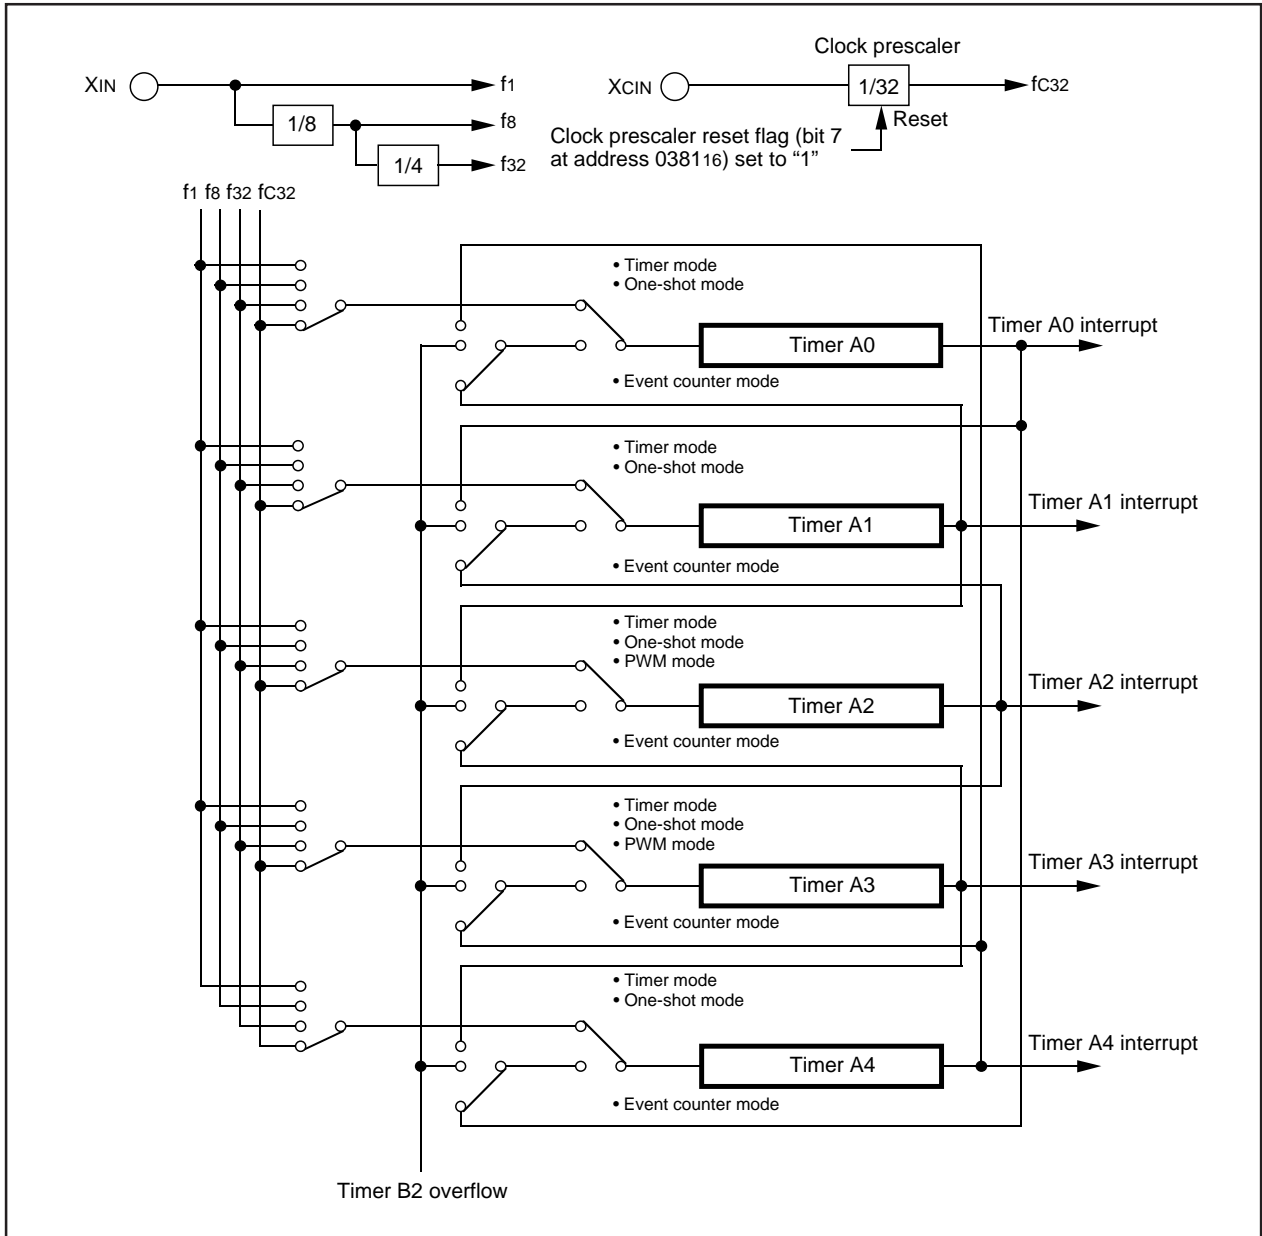 Clock prescaler
XIN
f1
XCIN
1/32
fC32
1/8
f8
Reset
Clock prescaler reset flag (bit 7
at address 038116) set to “1”
1/4
f32
f1 f8 f32 fC32
• Timer mode
• One-shot mode
Timer A0 interrupt
Timer A0
• Event counter mode
• Timer mode
• One-shot mode
Timer A1 interrupt
Timer A1
• Event counter mode
• Timer mode
• One-shot mode
• PWM mode
Timer A2 interrupt
Timer A2
• Event counter mode
• Timer mode
• One-shot mode
• PWM mode
Timer A3 interrupt
Timer A3
• Event counter mode
• Timer mode
• One-shot mode
Timer A4 interrupt
Timer A4
• Event counter mode
Timer B2 overflow